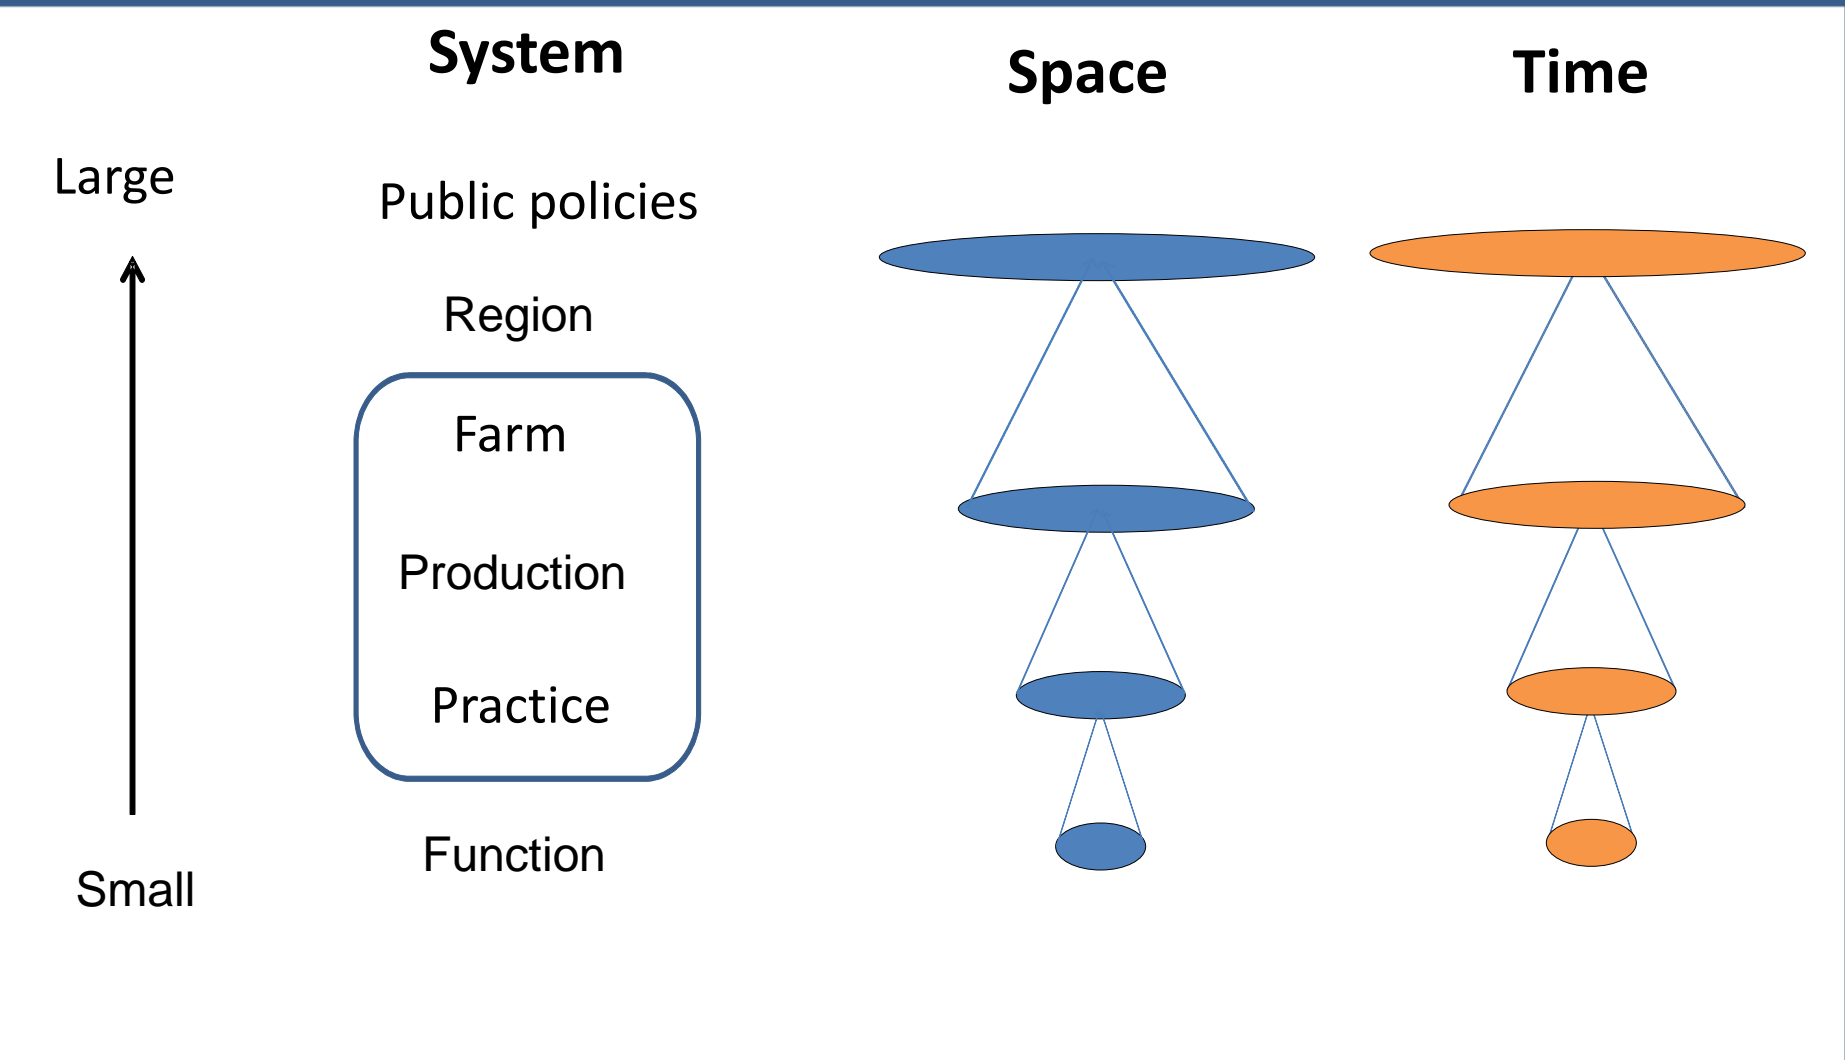 System
Space
Time
Large
Public policies
Region
Farm
Production
Practice
Function
Small